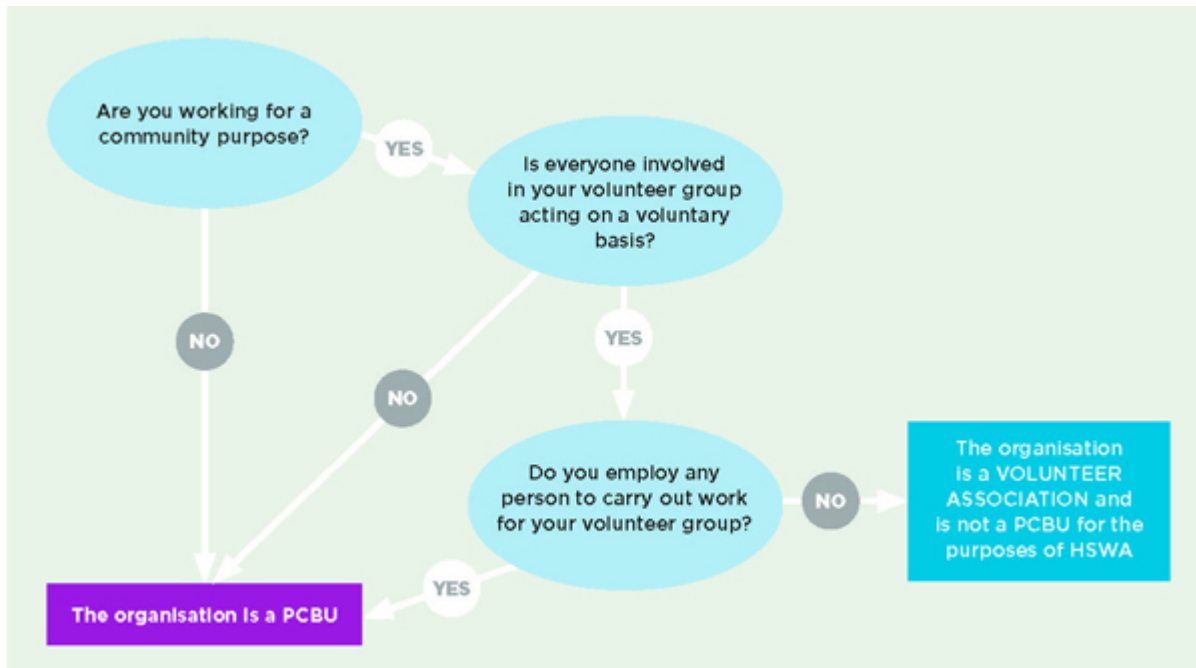 Are you working for a
community purpose?
YES
Is everyone involved
in your volunteer group
acting on a voluntary
basis?
NO
YES
NO
Do you employ any
person to carry out work
for your volunteer group?
NO
The organisation
is a VOLUNTEER
ASSOCIATION and
is not a PCBU for the
purposes of HSWA
YES
The organisation is a PCBU